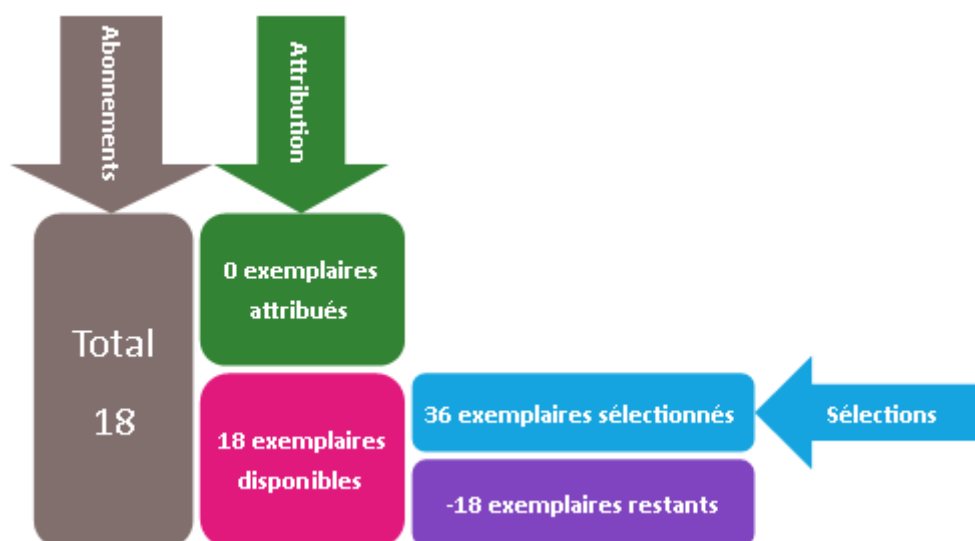 Abonnements
Attribution
0 exemplaires
attribués
Total
18
18 exemplaires
disponibles
36 exemplaires sélectionnés
Sélections
-18 exemplaires restants